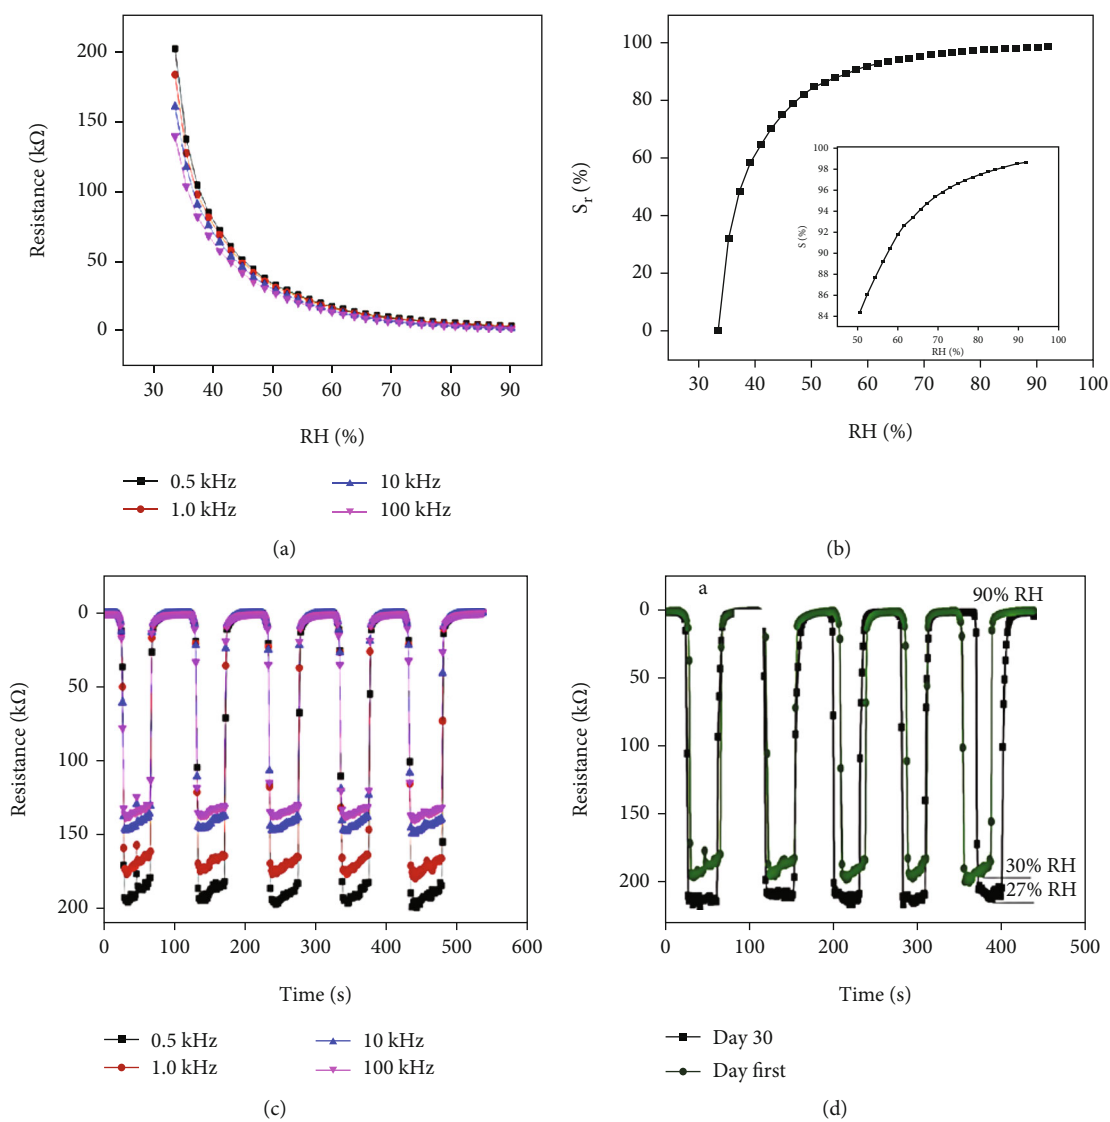 200
150
100
50
0
Resistance (kΩ)
30 40 50 60 70 80 90
RH (%)
0.5 kHz 10 kHz
1.0 kHz 100 kHz
(a)
100
80
60
40
20
0
Sr (%)
30 40 50 60 70 80 90 100
RH (%)
100
98
96
94
92
90
88
86
84
S (%)
50 60 70 80 90 100
RH (%)
(b)
0
50
100
150
200
Resistance (kΩ)
0 100 200 300 400 500 600
Time (s)
0.5 kHz 10 kHz
1.0 kHz 100 kHz
(c)
a
90% RH
0
50
100
150
200
Resistance (kΩ)
30% RH
27% RH
0 100 200 300 400 500
Time (s)
Day 30
Day first
(d)